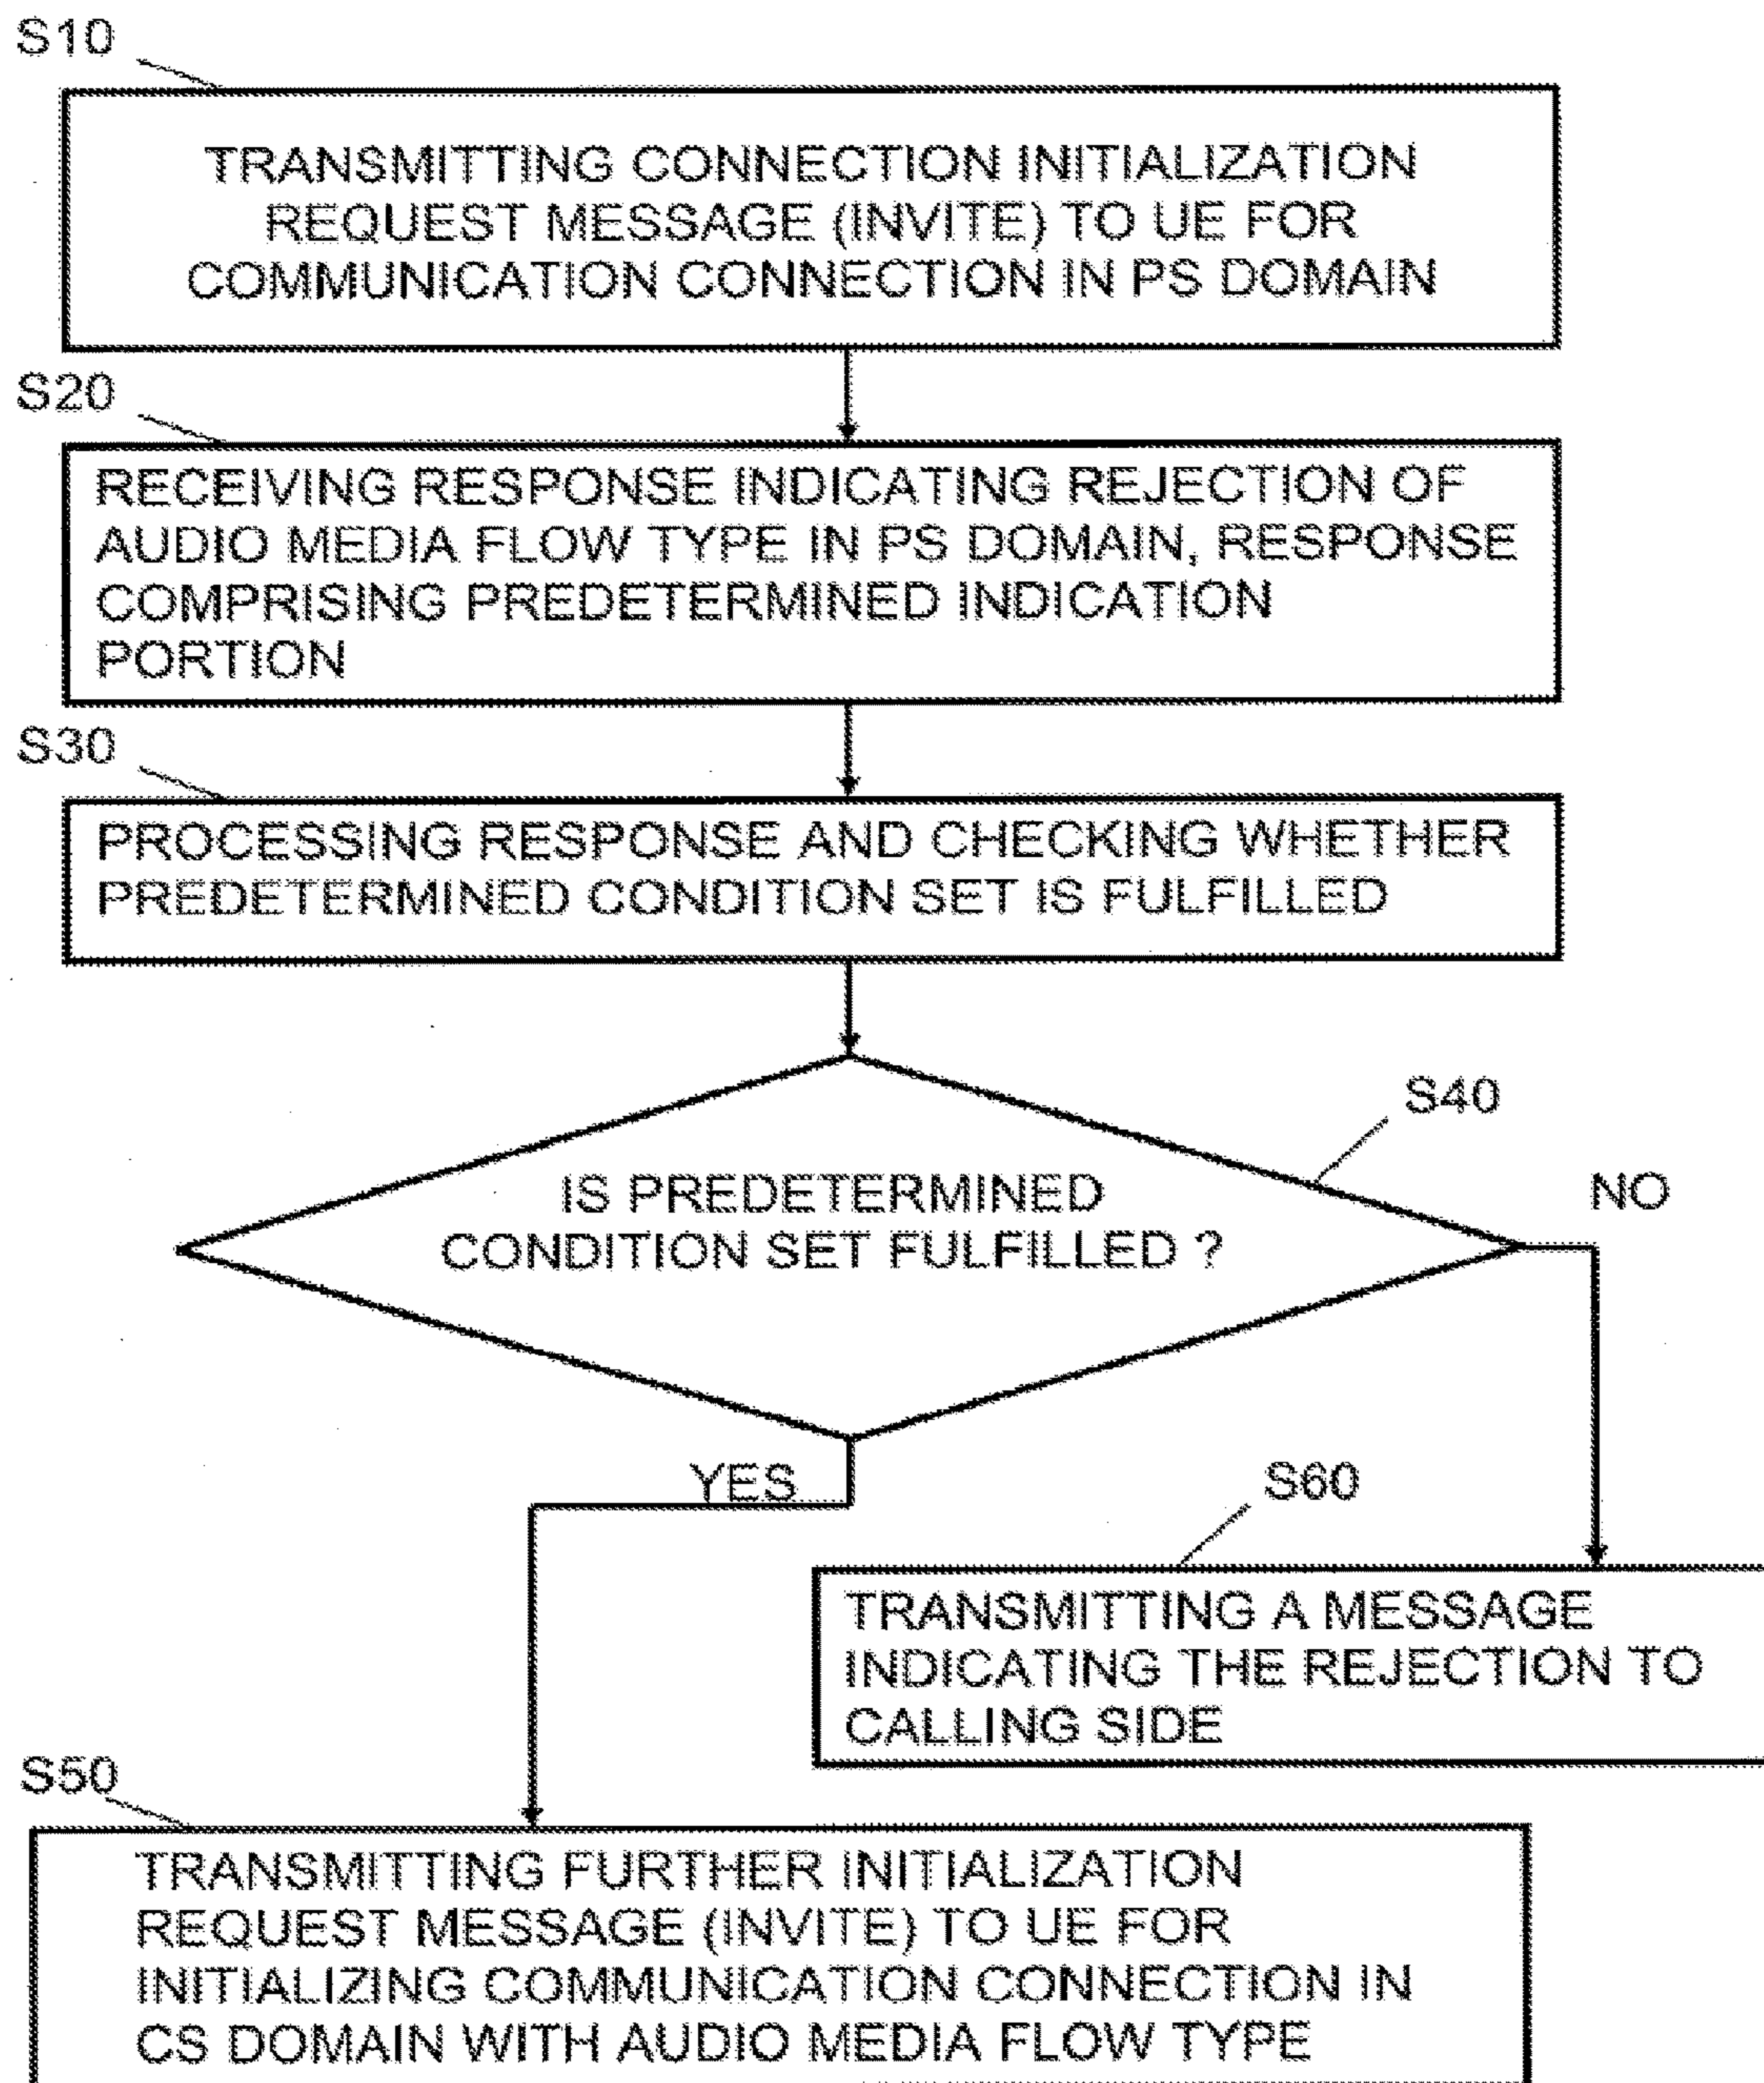 S10
TRANSMITTING CONNECTION INITIALIZATION
REQUEST MESSAGE (INVITE) TO UE FOR
COMMUNICATION CONNECTION IN PS DOMAIN
S20
RECEIVING RESPONSE INDICATING REJECTION OF
AUDIO MEDIA FLOW TYPE IN PS DOMAIN, RESPONSE
COMPRISING PREDETERMINED INDICATION
PORTION
S30
PROCESSING RESPONSE AND CHECKING WHETHER
PREDETERMINED CONDITION SET IS FULFILLED
S40
IS PREDETERMINED
CONDITION SET FULFILLED ?
NO
YES
S60
TRANSMITTING A MESSAGE
INDICATING THE REJECTION TO
CALLING SIDE
S50
TRANSMITTING FURTHER INITIALIZATION
REQUEST MESSAGE (INVITE) TO UE FOR
INITIALIZING COMMUNICATION CONNECTION IN
CS DOMAIN WITH AUDIO MEDIA FLOW TYPE